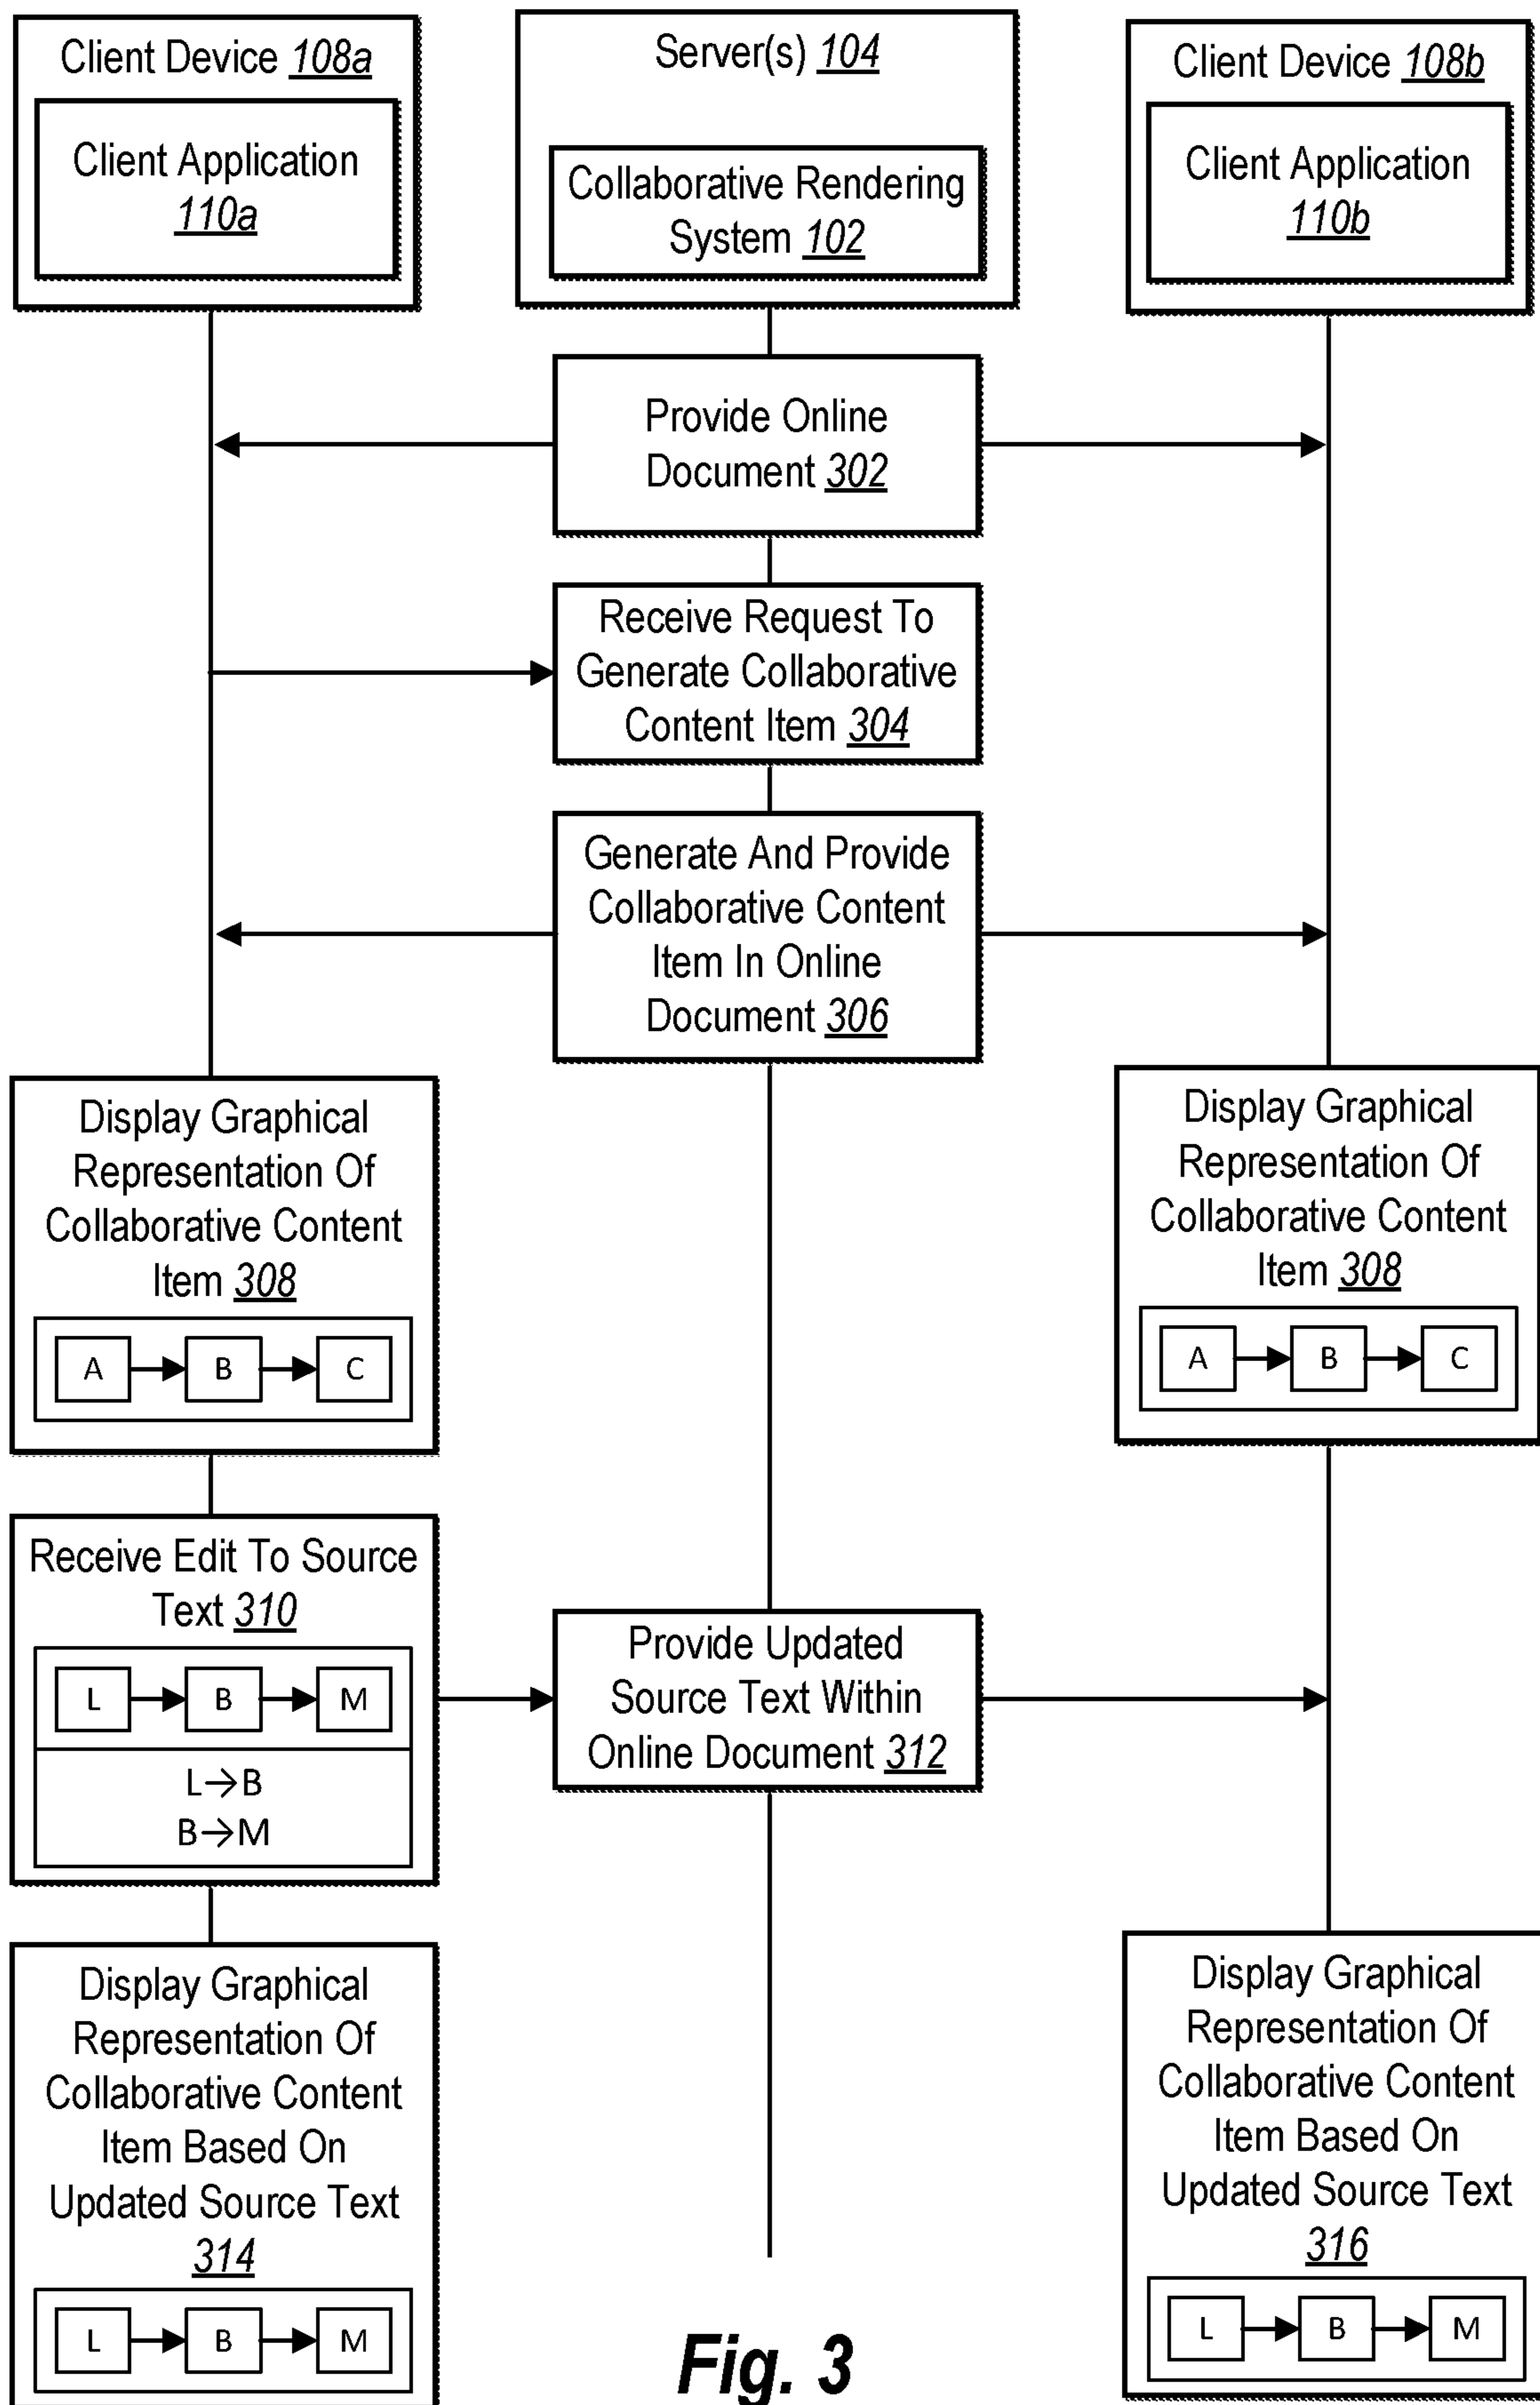 Client Device 108a
Client Application
110a
Server(s) 104
Collaborative Rendering
System 102
Client Device 108b
Client Application
110b
Provide Online
Document 302
Receive Request To
Generate Collaborative
Content Item 304
Generate And Provide
Collaborative Content
Item In Online
Document 306
Display Graphical
Representation Of
Collaborative Content
Item 308
A B C
Display Graphical
Representation Of
Collaborative Content
Item 308
A B C
Receive Edit To Source
Text 310
L B M
L→B
B→M
Provide Updated
Source Text Within
Online Document 312
Display Graphical
Representation Of
Collaborative Content
Item Based On
Updated Source Text
314
L B M
Display Graphical
Representation Of
Collaborative Content
Item Based On
Updated Source Text
316
L B M
Fig. 3